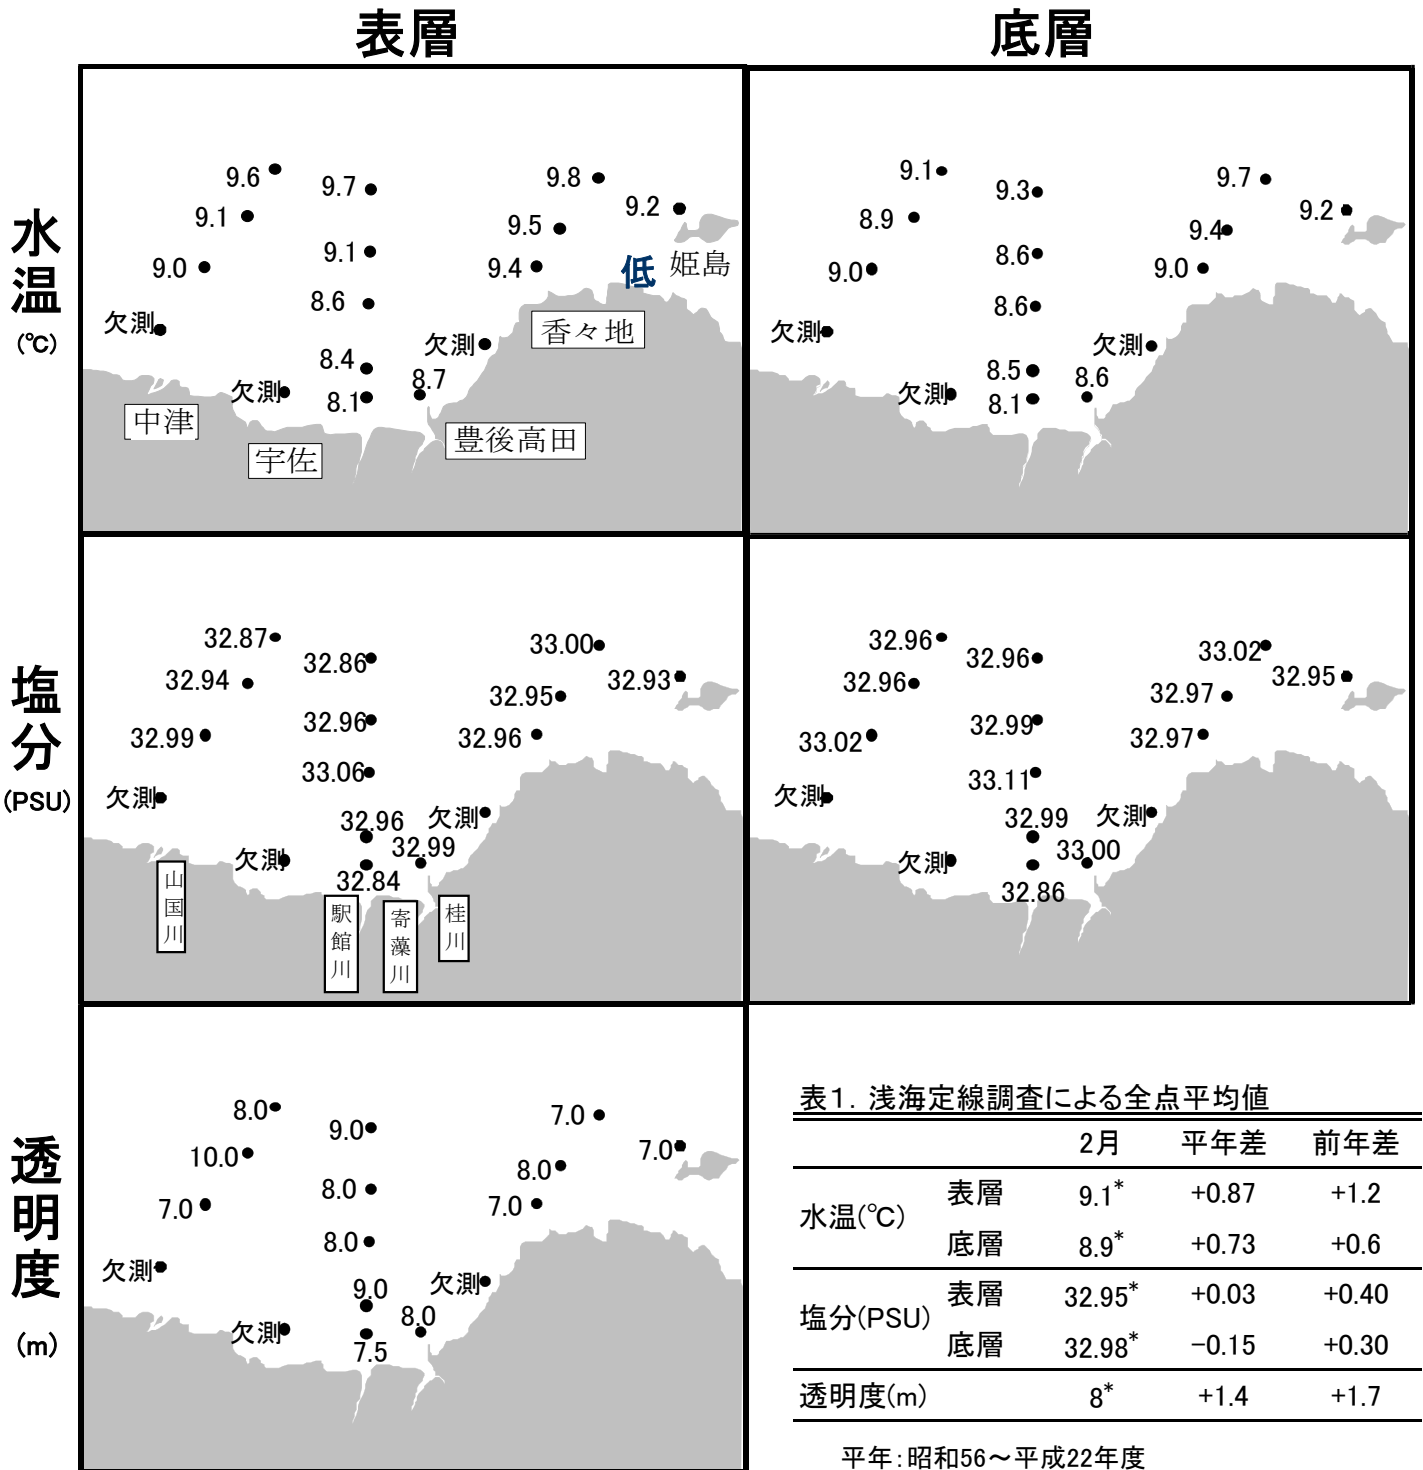 表層
底層
水温
(℃)
9.6
9.7
9.8
9.1
9.2
9.5
9.0
9.1
9.4
低
姫島
8.6
欠測
欠測
香々地
8.4
8.7
欠測
8.1
中津
宇佐
豊後高田
9.1
9.3
9.7
8.9
9.2
9.4
9.0
8.6
9.0
8.6
欠測
欠測
8.5
8.6
欠測
8.1
塩分
(PSU)
32.87
32.86
33.00
32.94
32.93
32.95
32.99
32.96
32.96
33.06
欠測
欠測
32.96
32.99
欠測
32.84
山国川
駅館川
寄藻川
桂川
32.96
32.96
33.02
32.96
32.95
32.97
33.02
32.99
32.97
33.11
欠測
欠測
32.99
33.00
欠測
32.86
透明度
(m)
8.0
9.0
7.0
10.0
7.0
8.0
7.0
8.0
7.0
8.0
欠測
欠測
9.0
8.0
欠測
7.5
表1. 浅海定線調査による全点平均値
2月 平年差 前年差
水温(℃) 表層 9.1* +0.87 +1.2
底層 8.9* +0.73 +0.6
塩分(PSU) 表層 32.95* +0.03 +0.40
底層 32.98* −0.15 +0.30
透明度(m) 8* +1.4 +1.7
平年:昭和56~平成22年度